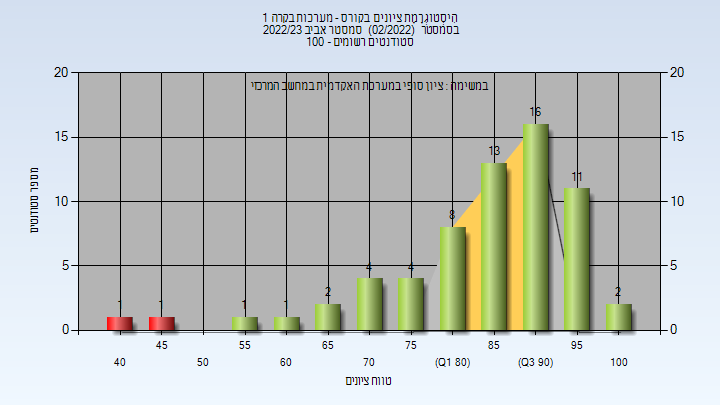 היסטוגרמת ציונים בקורס - מערכות בקרה 1
בסמסטר (02/2022) סמסטר אביב 2022/23
סטודנטים רשומים - 100
במשימה : ציון סופי במערכת האקדמית במחשב המרכזי
מספר סטודנטים
20 20
15 15
10 10
5 5
0 0
1 1 1 1 2 4 4 8 13 16 11 2
45 55 65 75 85 95
40 50 60 70 (Q1 80) (Q3 90) 100
טווח ציונים